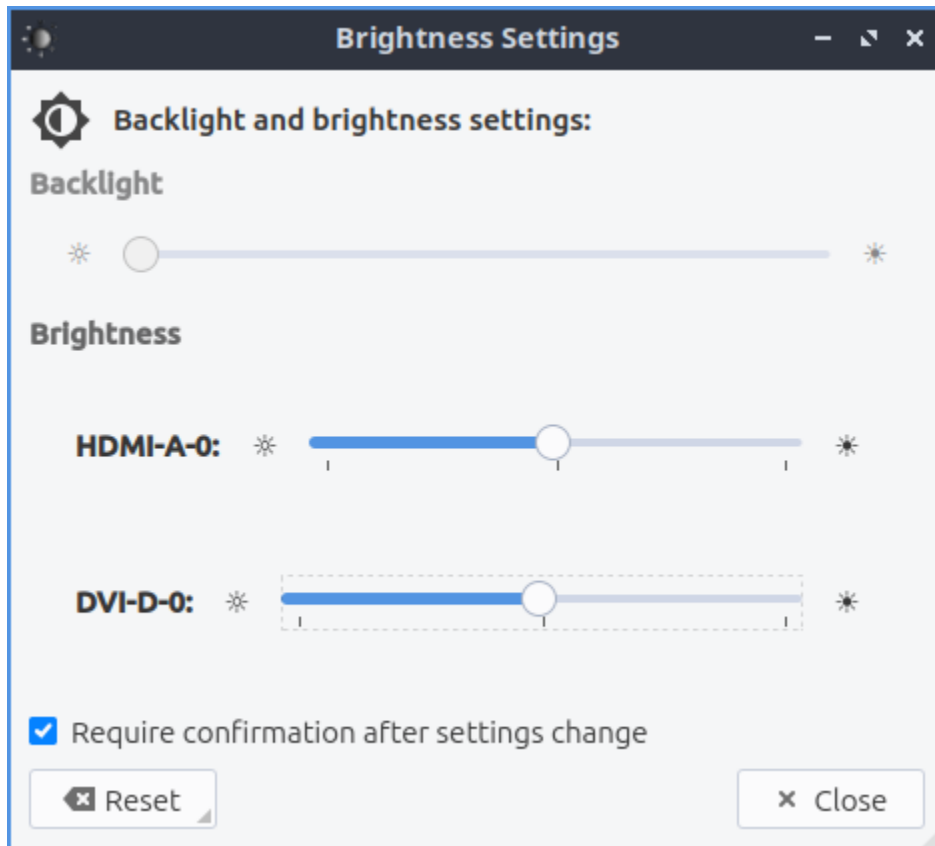 Brightness Settings
Backlight and brightness settings:
Backlight
Brightness
HDMI-A-0:
DVI-D-0:
Require confirmation after settings change
Reset
Close